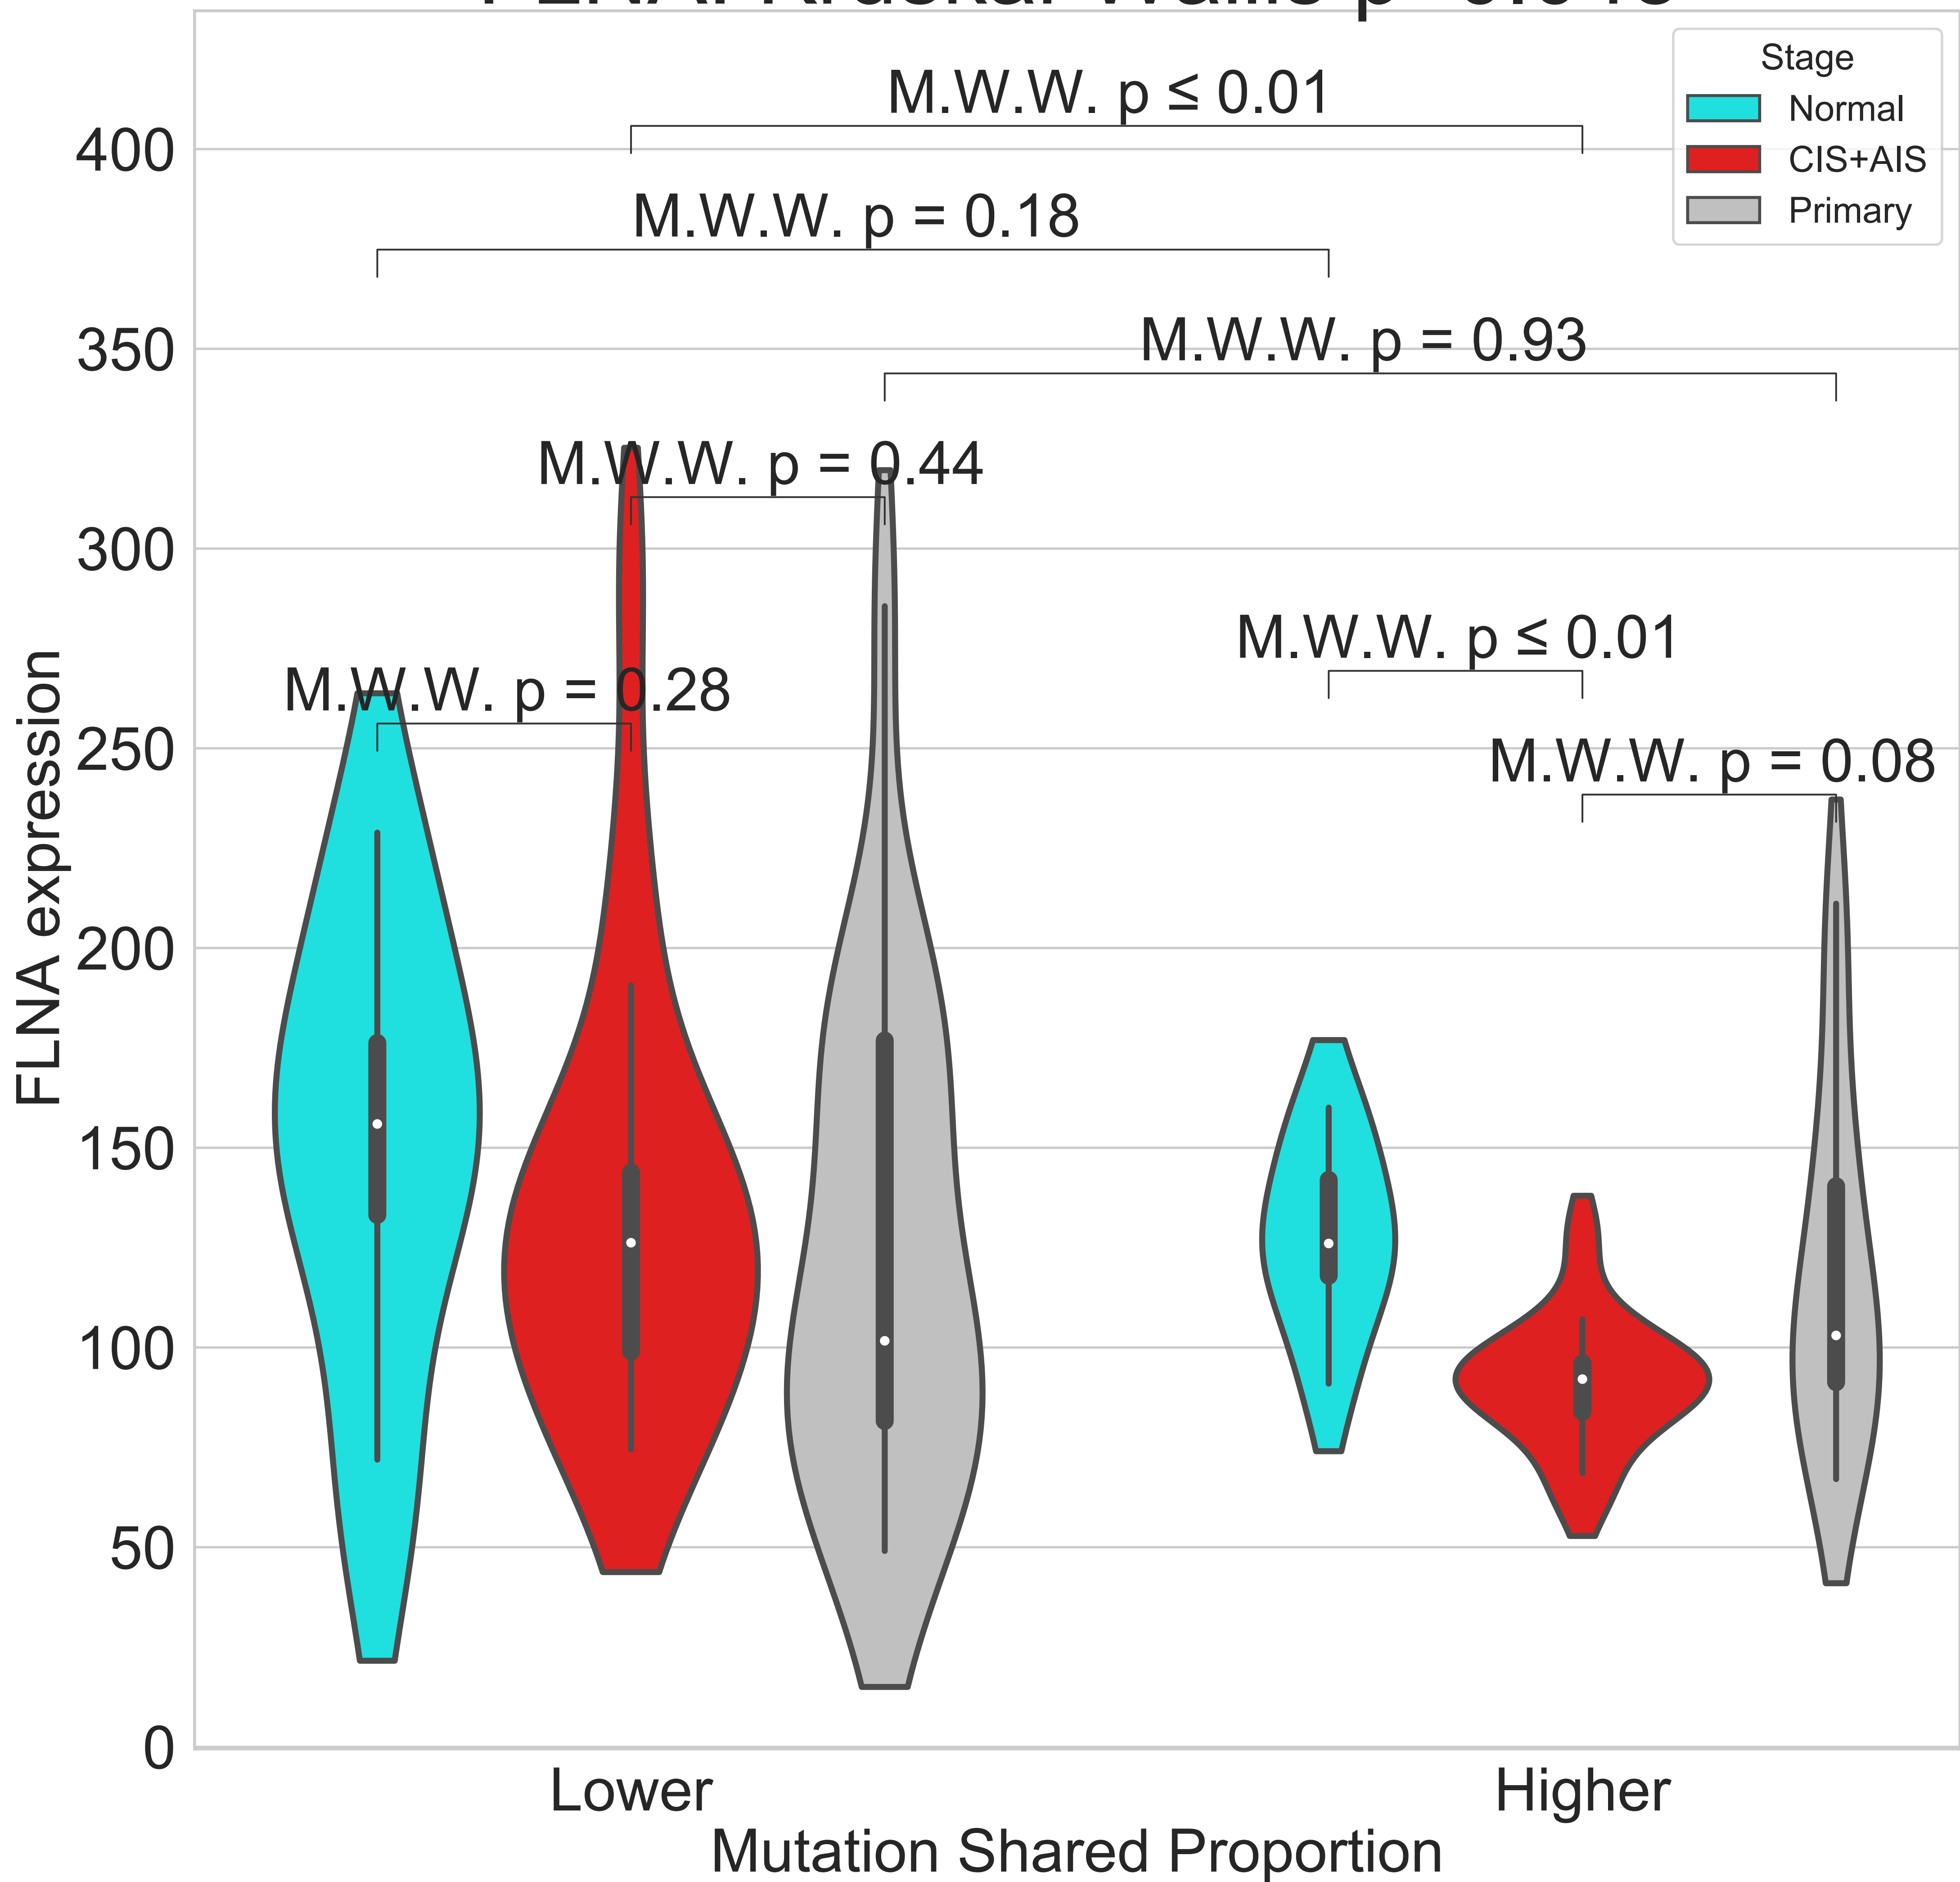 Stage
Normal
CIS+AIS
Primary
M.W.W. p ≤ 0.01
M.W.W. p = 0.18
M.W.W. p = 0.93
M.W.W. p = 0.44
M.W.W. p ≤ 0.01
M.W.W. p = 0.28
M.W.W. p = 0.08
400
350
300
250
200
150
100
50
0
FLNA expression
Lower
Higher
Mutation Shared Proportion